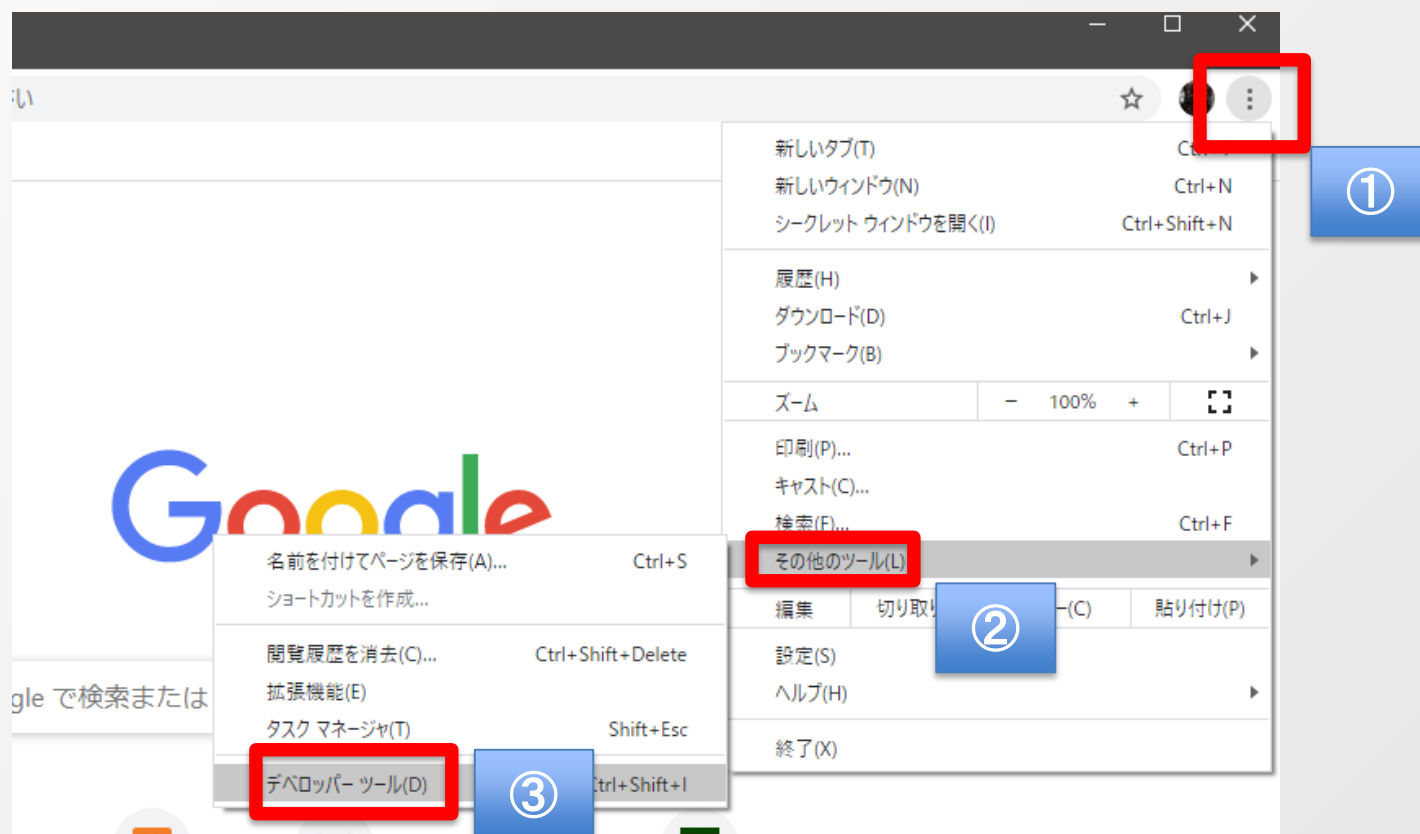 新しいタブ(T)
新しいウィンドウ(N) Ctrl+N
シークレット ウィンドウを開く(I) Ctrl+Shift+N
①
履歴(H)
ダウンロード(D) Ctrl+J
ブックマーク(B)
ズーム － 100% +
印刷(P)... Ctrl+P
キャスト(C)...
検索(F)... Ctrl+F
その他のツール(L)
編集 切り取り ー(C) 貼り付け(P)
②
設定(S)
ヘルプ(H)
終了(X)
Google
名前を付けてページを保存(A)... Ctrl+S
ショートカットを作成...
閲覧履歴を消去(C)... Ctrl+Shift+Delete
拡張機能(E)
タスク マネージャ(T) Shift+Esc
デベロッパー ツール(D) Ctrl+Shift+I
③
gle で検索または